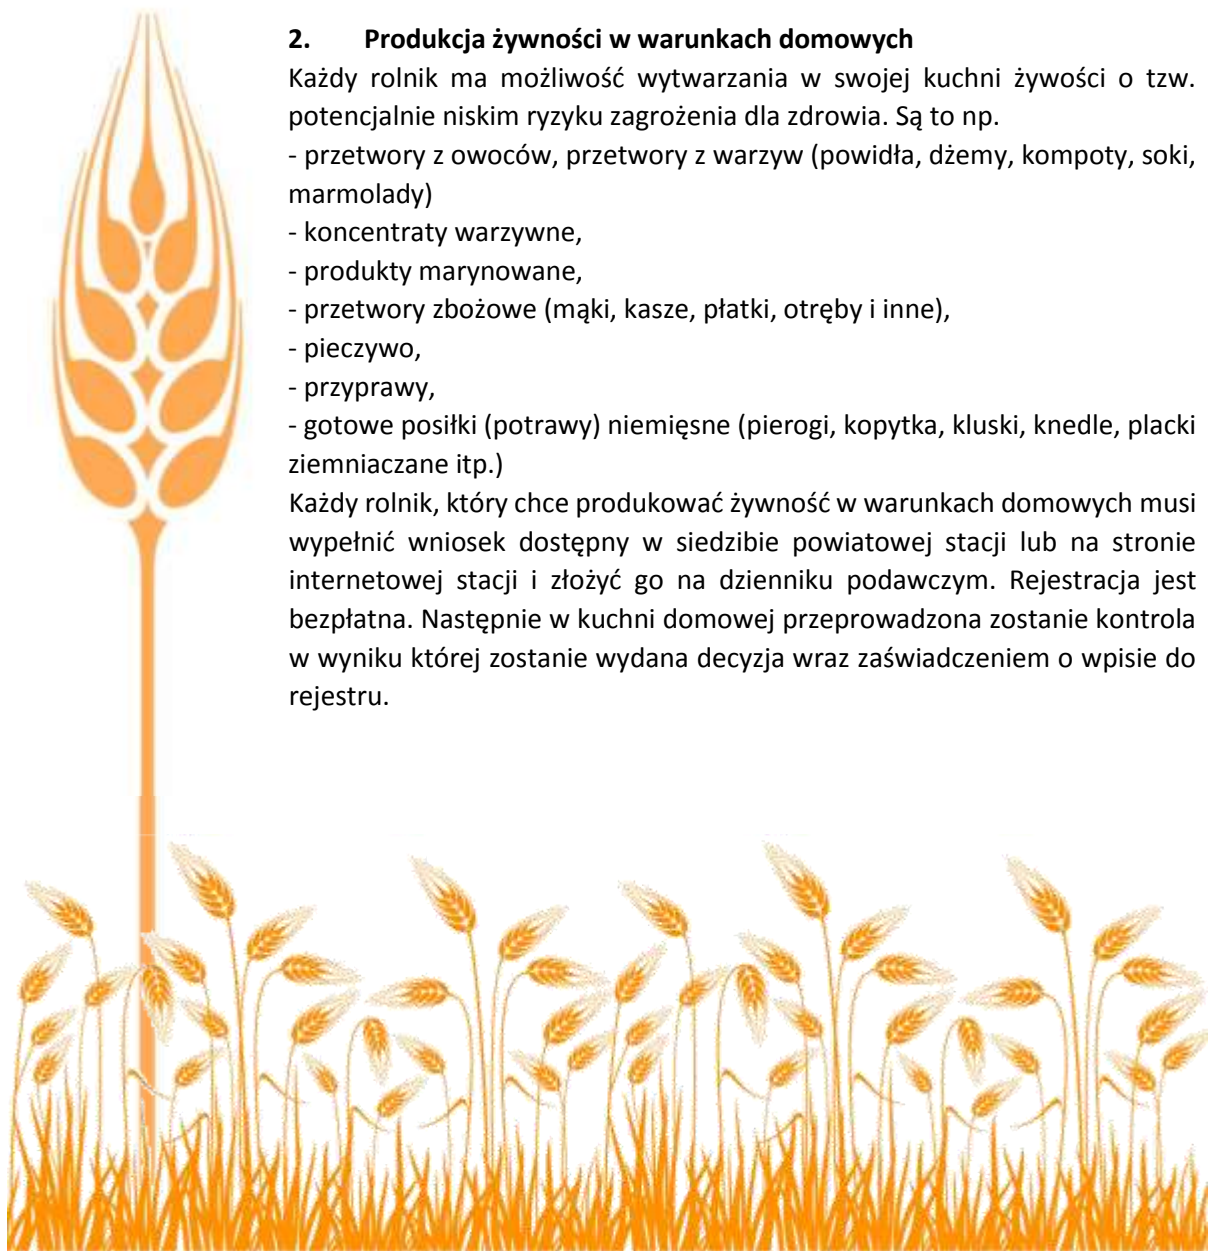 2. Produkcja żywności w warunkach domowych
Każdy rolnik ma możliwość wytwarzania w swojej kuchni żywości o tzw.
potencjalnie niskim ryzyku zagrożenia dla zdrowia. Są to np.
- przetwory z owoców, przetwory z warzyw (powidła, dżemy, kompoty, soki,
marmolady)
- koncentraty warzywne,
- produkty marynowane,
- przetwory zbożowe (mąki, kasze, płatki, otręby i inne),
- pieczywo,
- przyprawy,
- gotowe posiłki (potrawy) niemięsne (pierogi, kopytka, kluski, knedle, placki
ziemniaczane itp.)
Każdy rolnik, który chce produkować żywność w warunkach domowych musi
wypełnić wniosek dostępny w siedzibie powiatowej stacji lub na stronie
internetowej stacji i złożyć go na dzienniku podawczym. Rejestracja jest
bezpłatna. Następnie w kuchni domowej przeprowadzona zostanie kontrola
w wyniku której zostanie wydana decyzja wraz zaświadczeniem o wpisie do
rejestru.